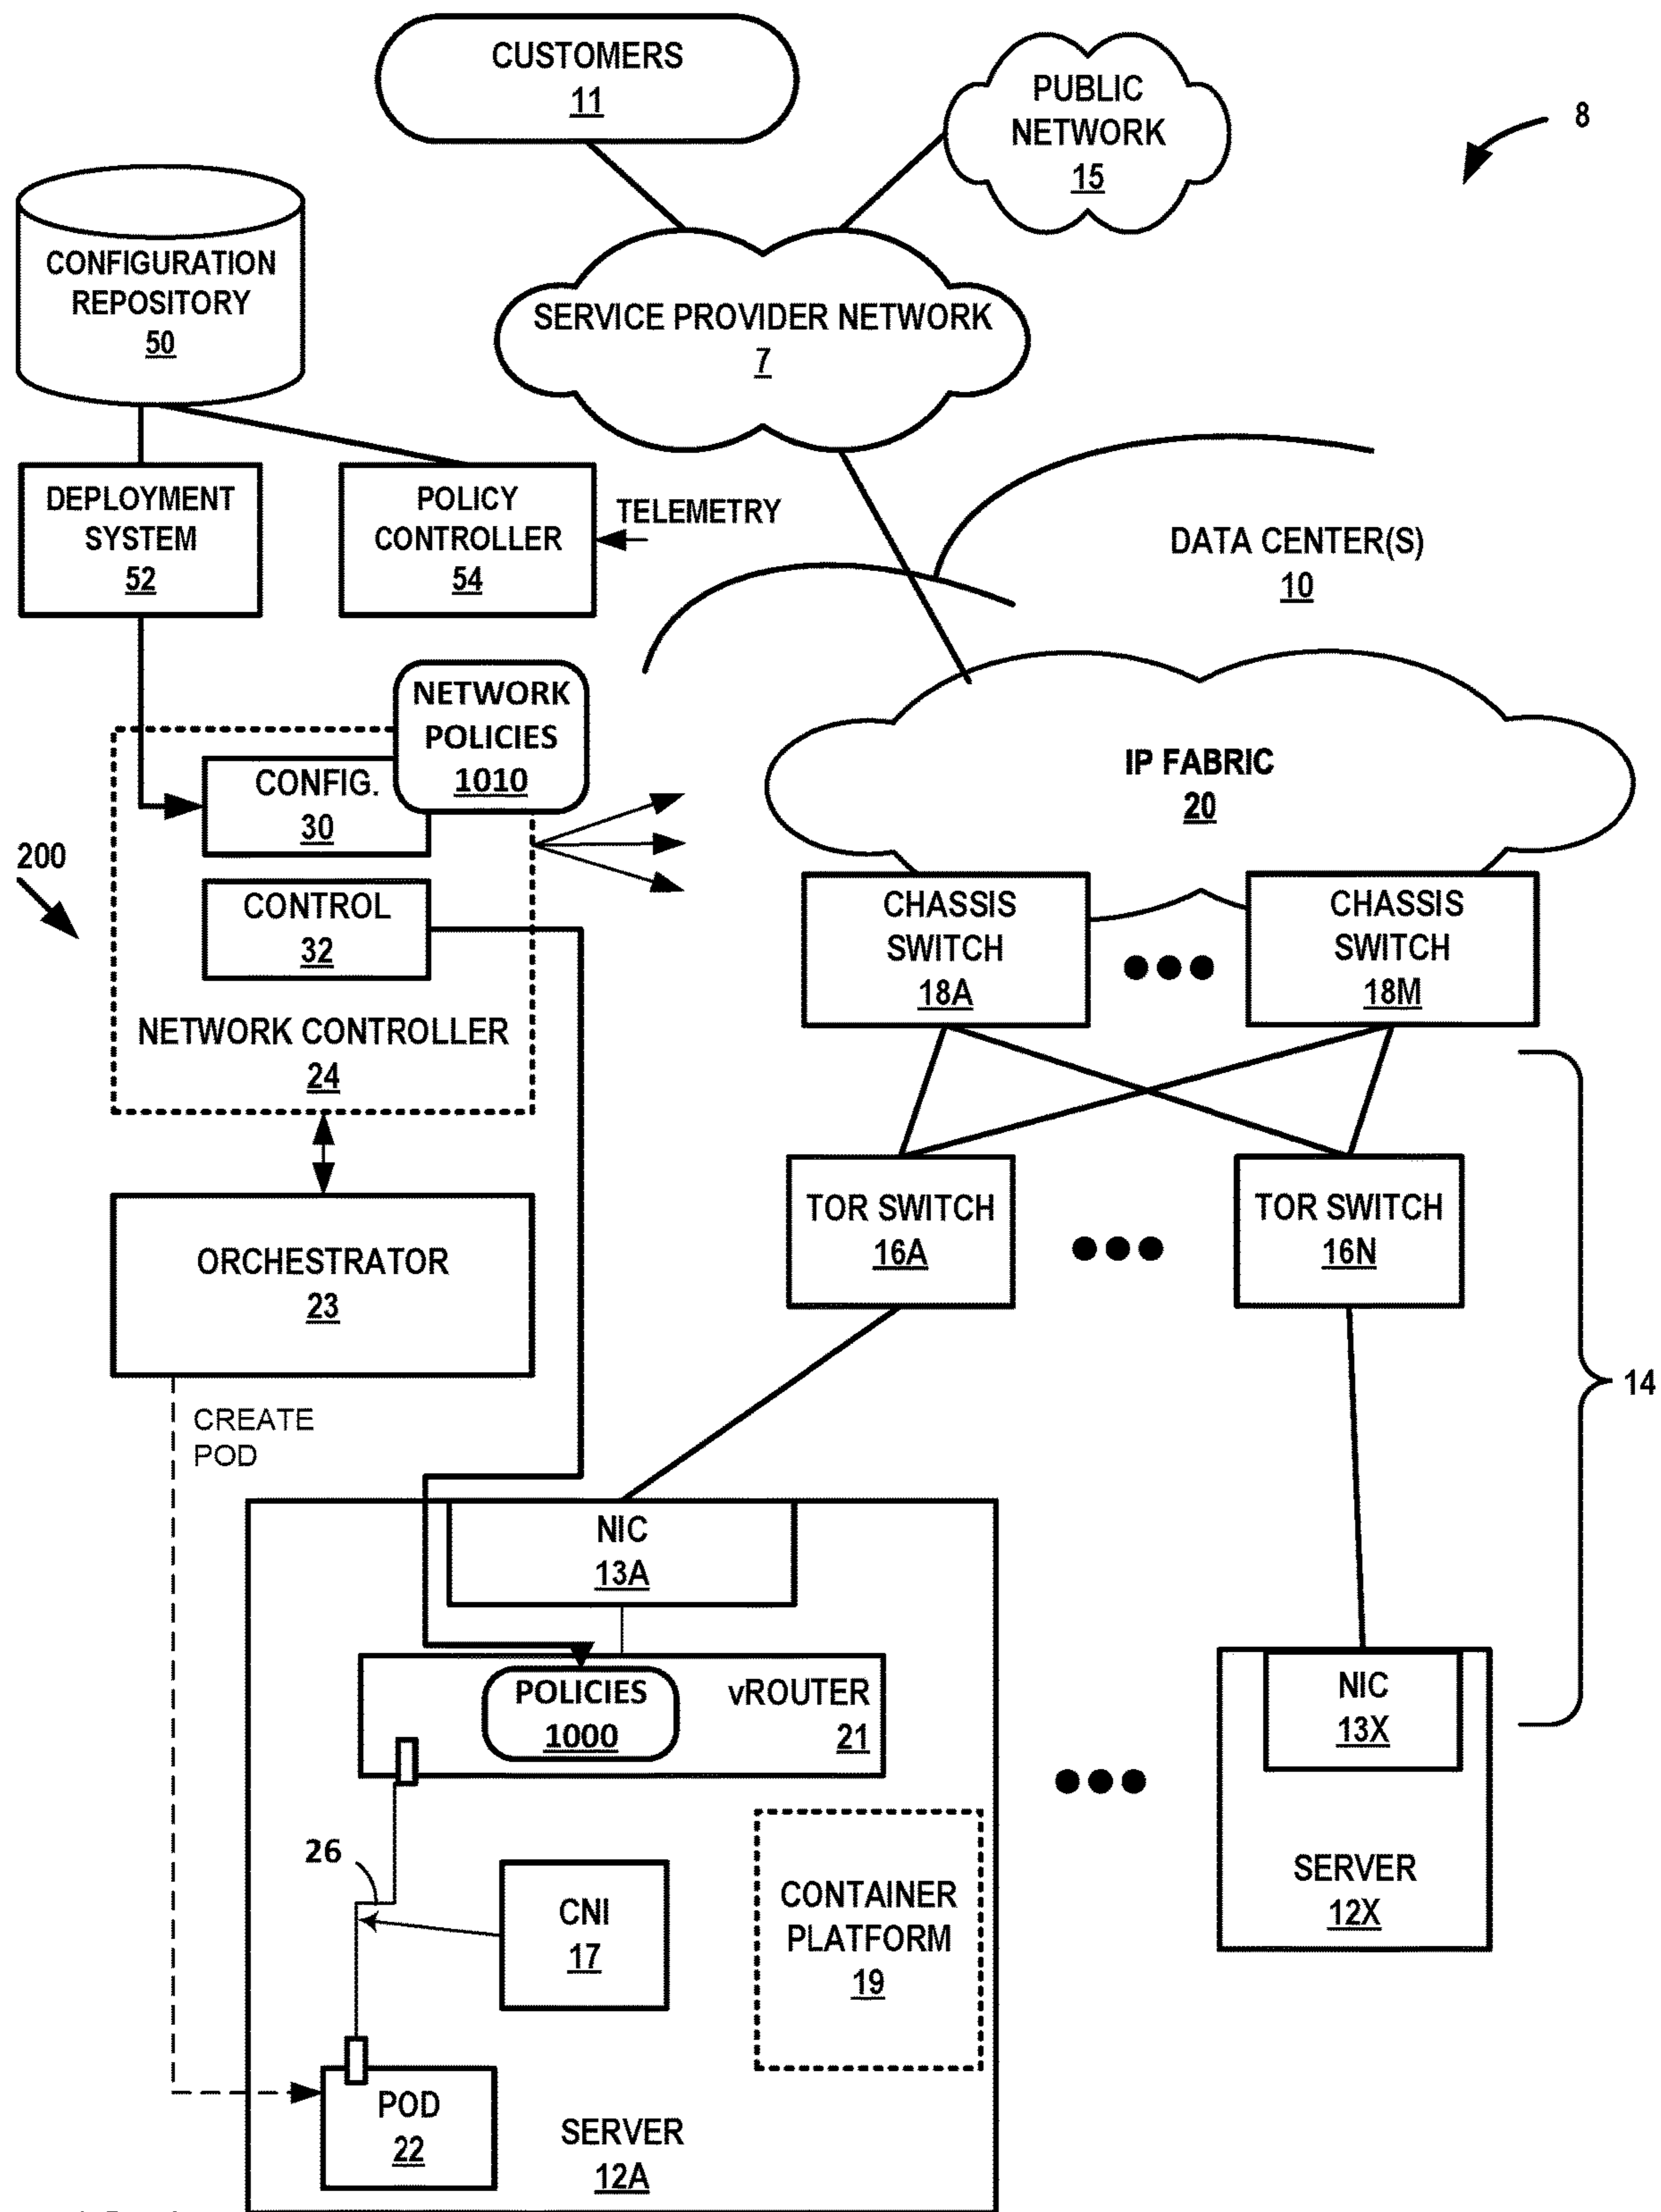 CUSTOMERS
11
PUBLIC
NETWORK
15
8
CONFIGURATION
REPOSITORY
50
SERVICE PROVIDER NETWORK
7
DEPLOYMENT
SYSTEM
52
POLICY
CONTROLLER
54
TELEMETRY
DATA CENTER(S)
10
NETWORK
POLICIES
1010
CONFIG.
30
IP FABRIC
20
200
CONTROL
32
CHASSIS
SWITCH
18A
CHASSIS
SWITCH
18M
NETWORK CONTROLLER
24
TOR SWITCH
16A
TOR SWITCH
16N
ORCHESTRATOR
23
14
CREATE
POD
NIC
13A
POLICIES
1000
vROUTER
21
NIC
13X
26
CNI
17
CONTAINER
PLATFORM
19
SERVER
12X
POD
22
SERVER
12A